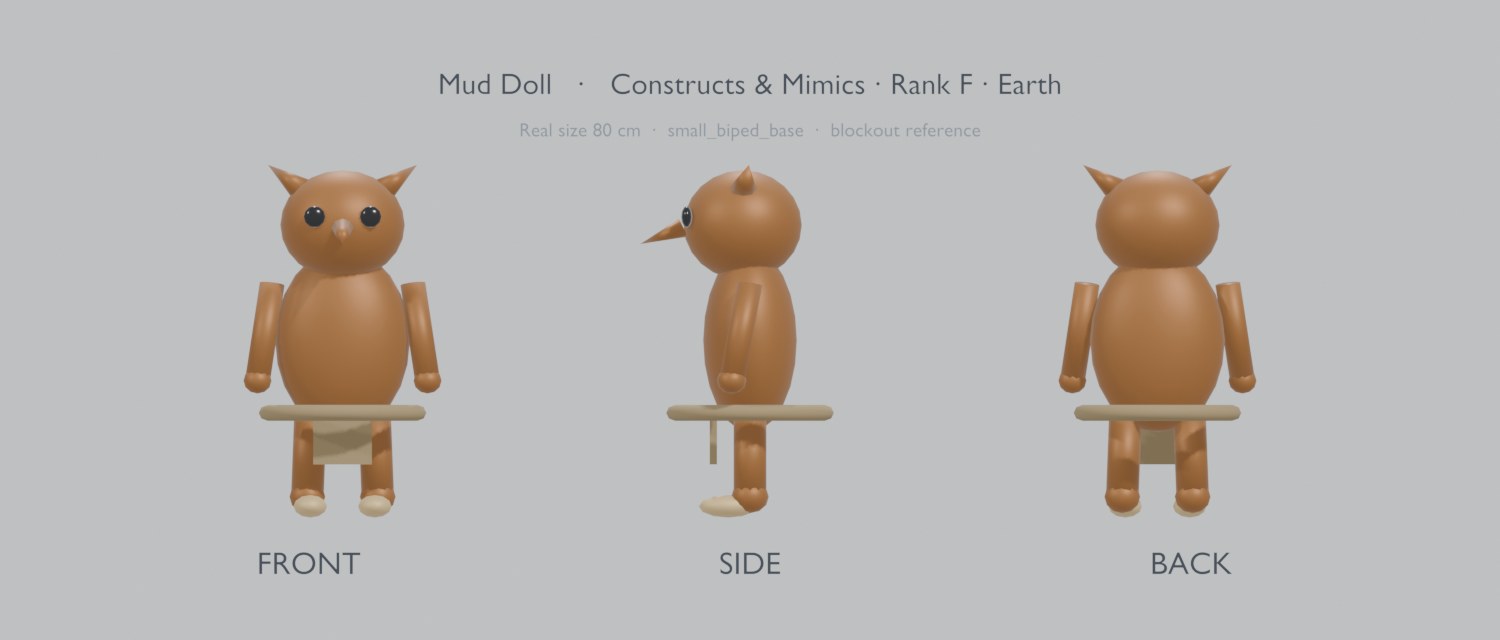 Mud Doll · Constructs & Mimics · Rank F · Earth
Real size 80 cm · small_biped_base · blockout reference
FRONT
SIDE
BACK